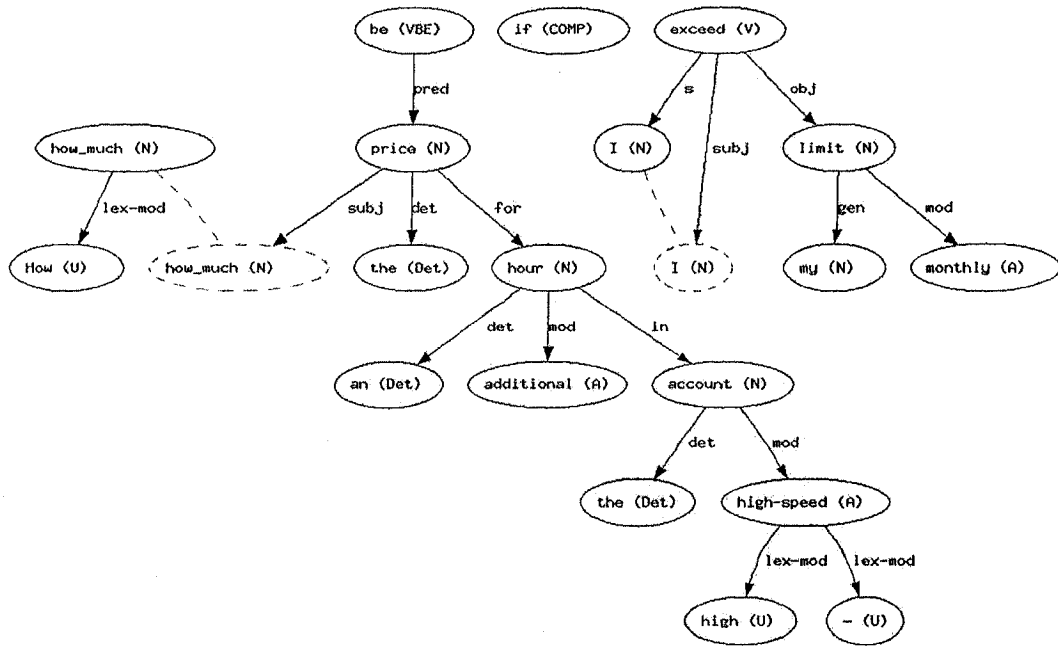 be (VBE) if (COMP) exceed (V)
pred s obj
how_much (N) price (N) I (N) subj limit (N)
lex-mod subj det for gen mod
How (U) how_much (N) the (Det) hour (N) I (N) my (N) monthly (A)
det mod in
an (Det) additional (A) account (N)
det mod
the (Det) high-speed (A)
lex-mod lex-mod
high (U) - (U)